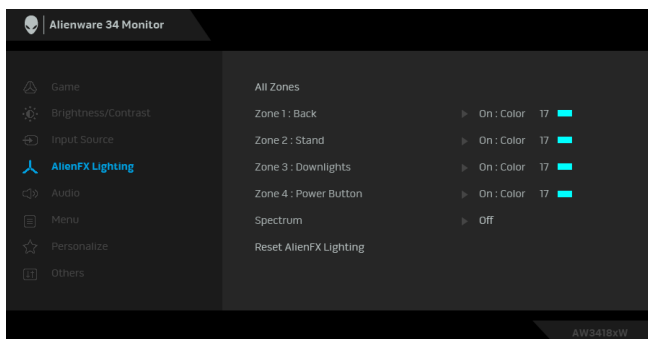 Alienware 34 Monitor
Game
All Zones
Brightness/Contrast
Zone 1 : Back On : Color 17
Input Source
Zone 2 : Stand On : Color 17
AlienFX Lighting
Zone 3 : Downlights On : Color 17
Audio
Zone 4 : Power Button On : Color 17
Menu
Spectrum Off
Personalize
Reset AlienFX Lighting
Others
AW3418xW